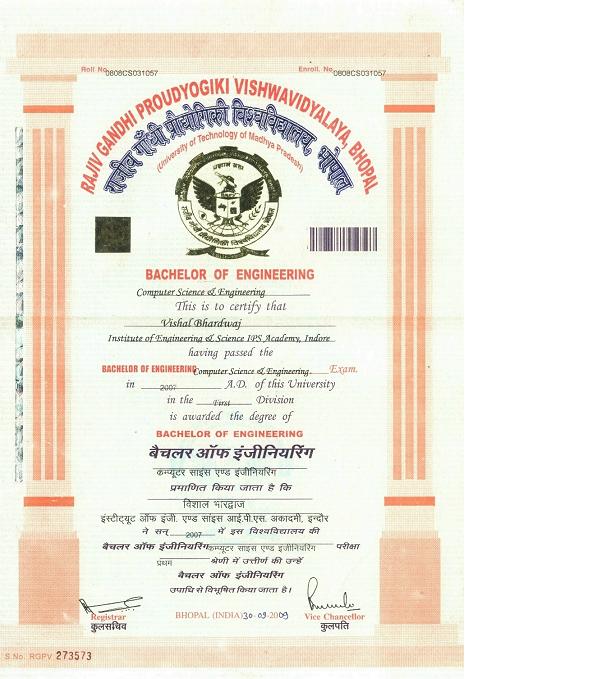 Roll No. 0808CS031057 Enroll. No. 0808CS031057
RAJIV GANDHI PROUDYOGIKI VISHWAVIDYALAYA, BHOPAL
राजीव गाँधी प्रौद्योगिकी विश्वविद्यालय, भोपाल
(University of Technology of Madhya Pradesh)
राजीव गांधी प्रौद्योगिकी विश्वविद्यालय भोपाल
BACHELOR OF ENGINEERING
Computer Science & Engineering
This is to certify that
Vishal Bhardwaj
Institute of Engineering & Science IPS Academy, Indore
having passed the
BACHELOR OF ENGINEERING Computer Science & Engineering Exam.
in 2007 A.D. of this University
in the First Division
is awarded the degree of
BACHELOR OF ENGINEERING
बैचलर ऑफ इंजीनियरिंग
कम्प्यूटर साइंस एण्ड इंजीनियरिंग
प्रमाणित किया जाता है कि
विशाल भारद्वाज
इंस्टीट्यूट ऑफ इंजी. एण्ड सांइस आई.पी.एस. अकादमी, इन्दौर
ने सन् 2007 में इस विश्वविद्यालय की
बैचलर ऑफ इंजीनियरिंग कम्प्यूटर साइंस एण्ड इंजीनियरिंग परीक्षा
प्रथम श्रेणी में उत्तीर्ण की उन्हें
बैचलर ऑफ इंजीनियरिंग
उपाधि से विभूषित किया जाता है।
Registrar BHOPAL (INDIA) 30-09-2009 Vice Chancellor
कुलसचिव कुलपति
S.No. RGPV 273573